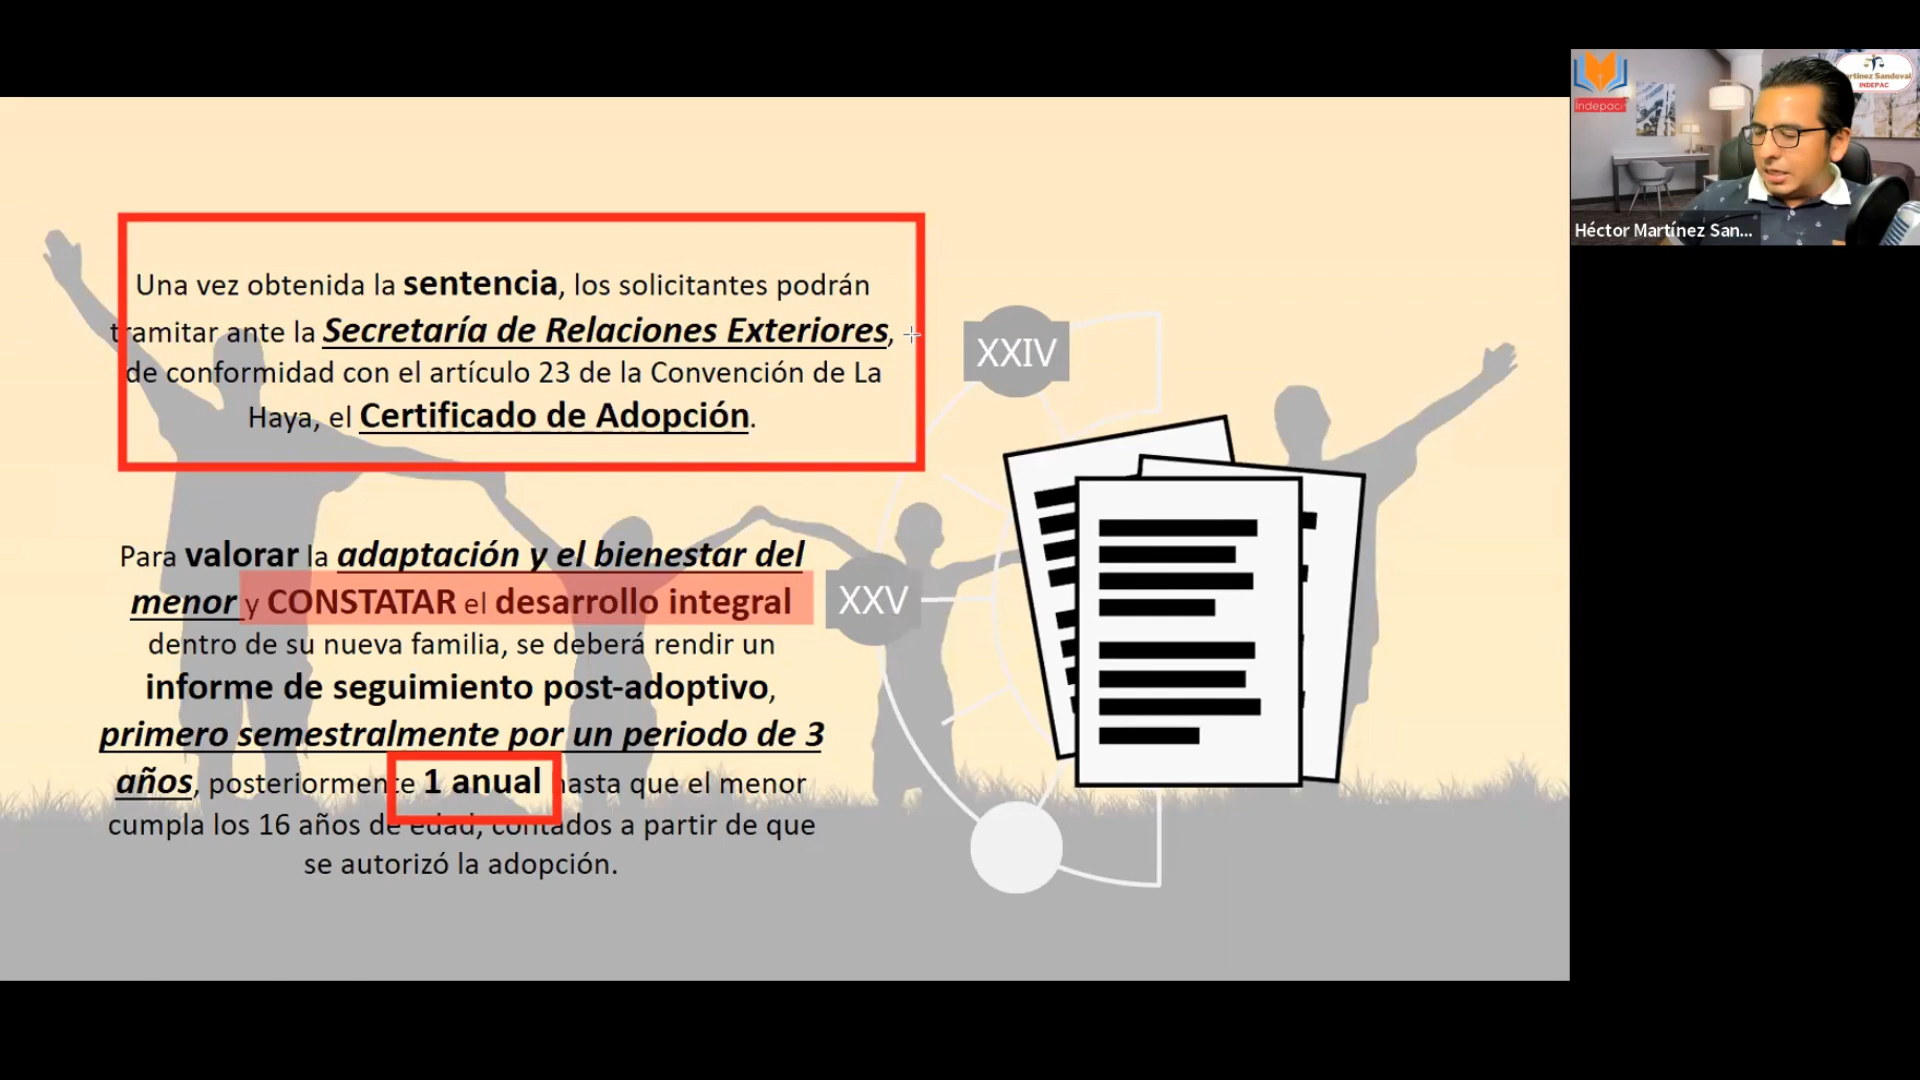 Una vez obtenida la sentencia, los solicitantes podrán
tramitar ante la Secretaría de Relaciones Exteriores,
de conformidad con el artículo 23 de la Convención de La
Haya, el Certificado de Adopción.
XXIV
Para valorar la adaptación y el bienestar del
menor y CONSTATAR el desarrollo integral
dentro de su nueva familia, se deberá rendir un
informe de seguimiento post-adoptivo,
primero semestralmente por un periodo de 3
años, posteriormente 1 anual hasta que el menor
cumpla los 16 años de edad, contados a partir de que
se autorizó la adopción.
XXV
Indepac
Sandoval
INDEPAC
Héctor Martínez San...